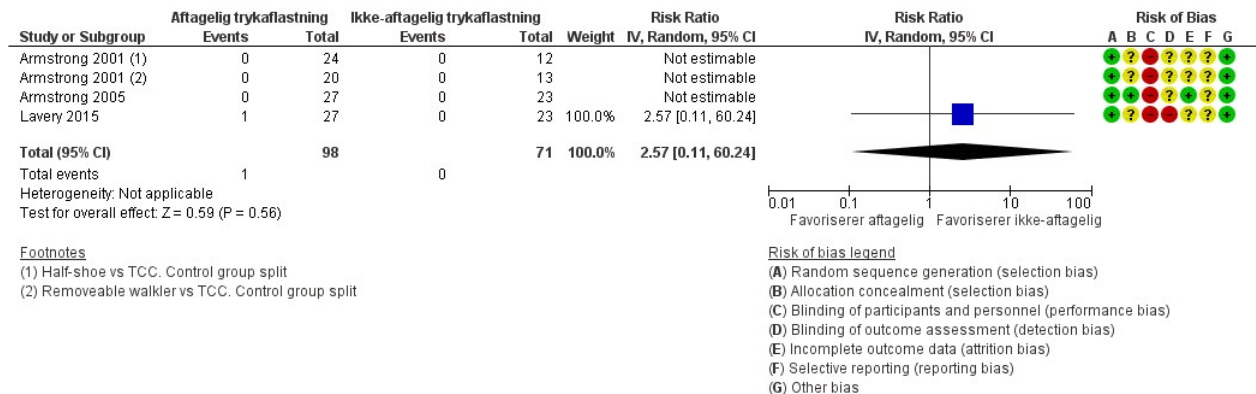 Aftagelig trykaflastning Ikke-aftagelig trykaflastning Risk Ratio Risk Ratio Risk of Bias
Study or Subgroup Events Total Events Total Weight IV, Random, 95% CI IV, Random, 95% CI A B C D E F G
Armstrong 2001 (1) 0 24 0 12 Not estimable + ? - ? ? ? +
Armstrong 2001 (2) 0 20 0 13 Not estimable + ? - ? ? ? +
Armstrong 2005 0 27 0 23 Not estimable + + - ? + ? +
Lavery 2015 1 27 0 23 100.0% 2.57 [0.11, 60.24] + ? - - ? ? +
Total (95% CI) 98 71 100.0% 2.57 [0.11, 60.24]
Total events 1 0
Heterogeneity: Not applicable
Test for overall effect: Z = 0.59 (P = 0.56)
0.01 0.1 1 10 100
Favoriserer aftagelig Favoriserer ikke-aftagelig
Footnotes
(1) Half-shoe vs TCC. Control group split
(2) Removeable walkler vs TCC. Control group split
Risk of bias legend
(A) Random sequence generation (selection bias)
(B) Allocation concealment (selection bias)
(C) Blinding of participants and personnel (performance bias)
(D) Blinding of outcome assessment (detection bias)
(E) Incomplete outcome data (attrition bias)
(F) Selective reporting (reporting bias)
(G) Other bias